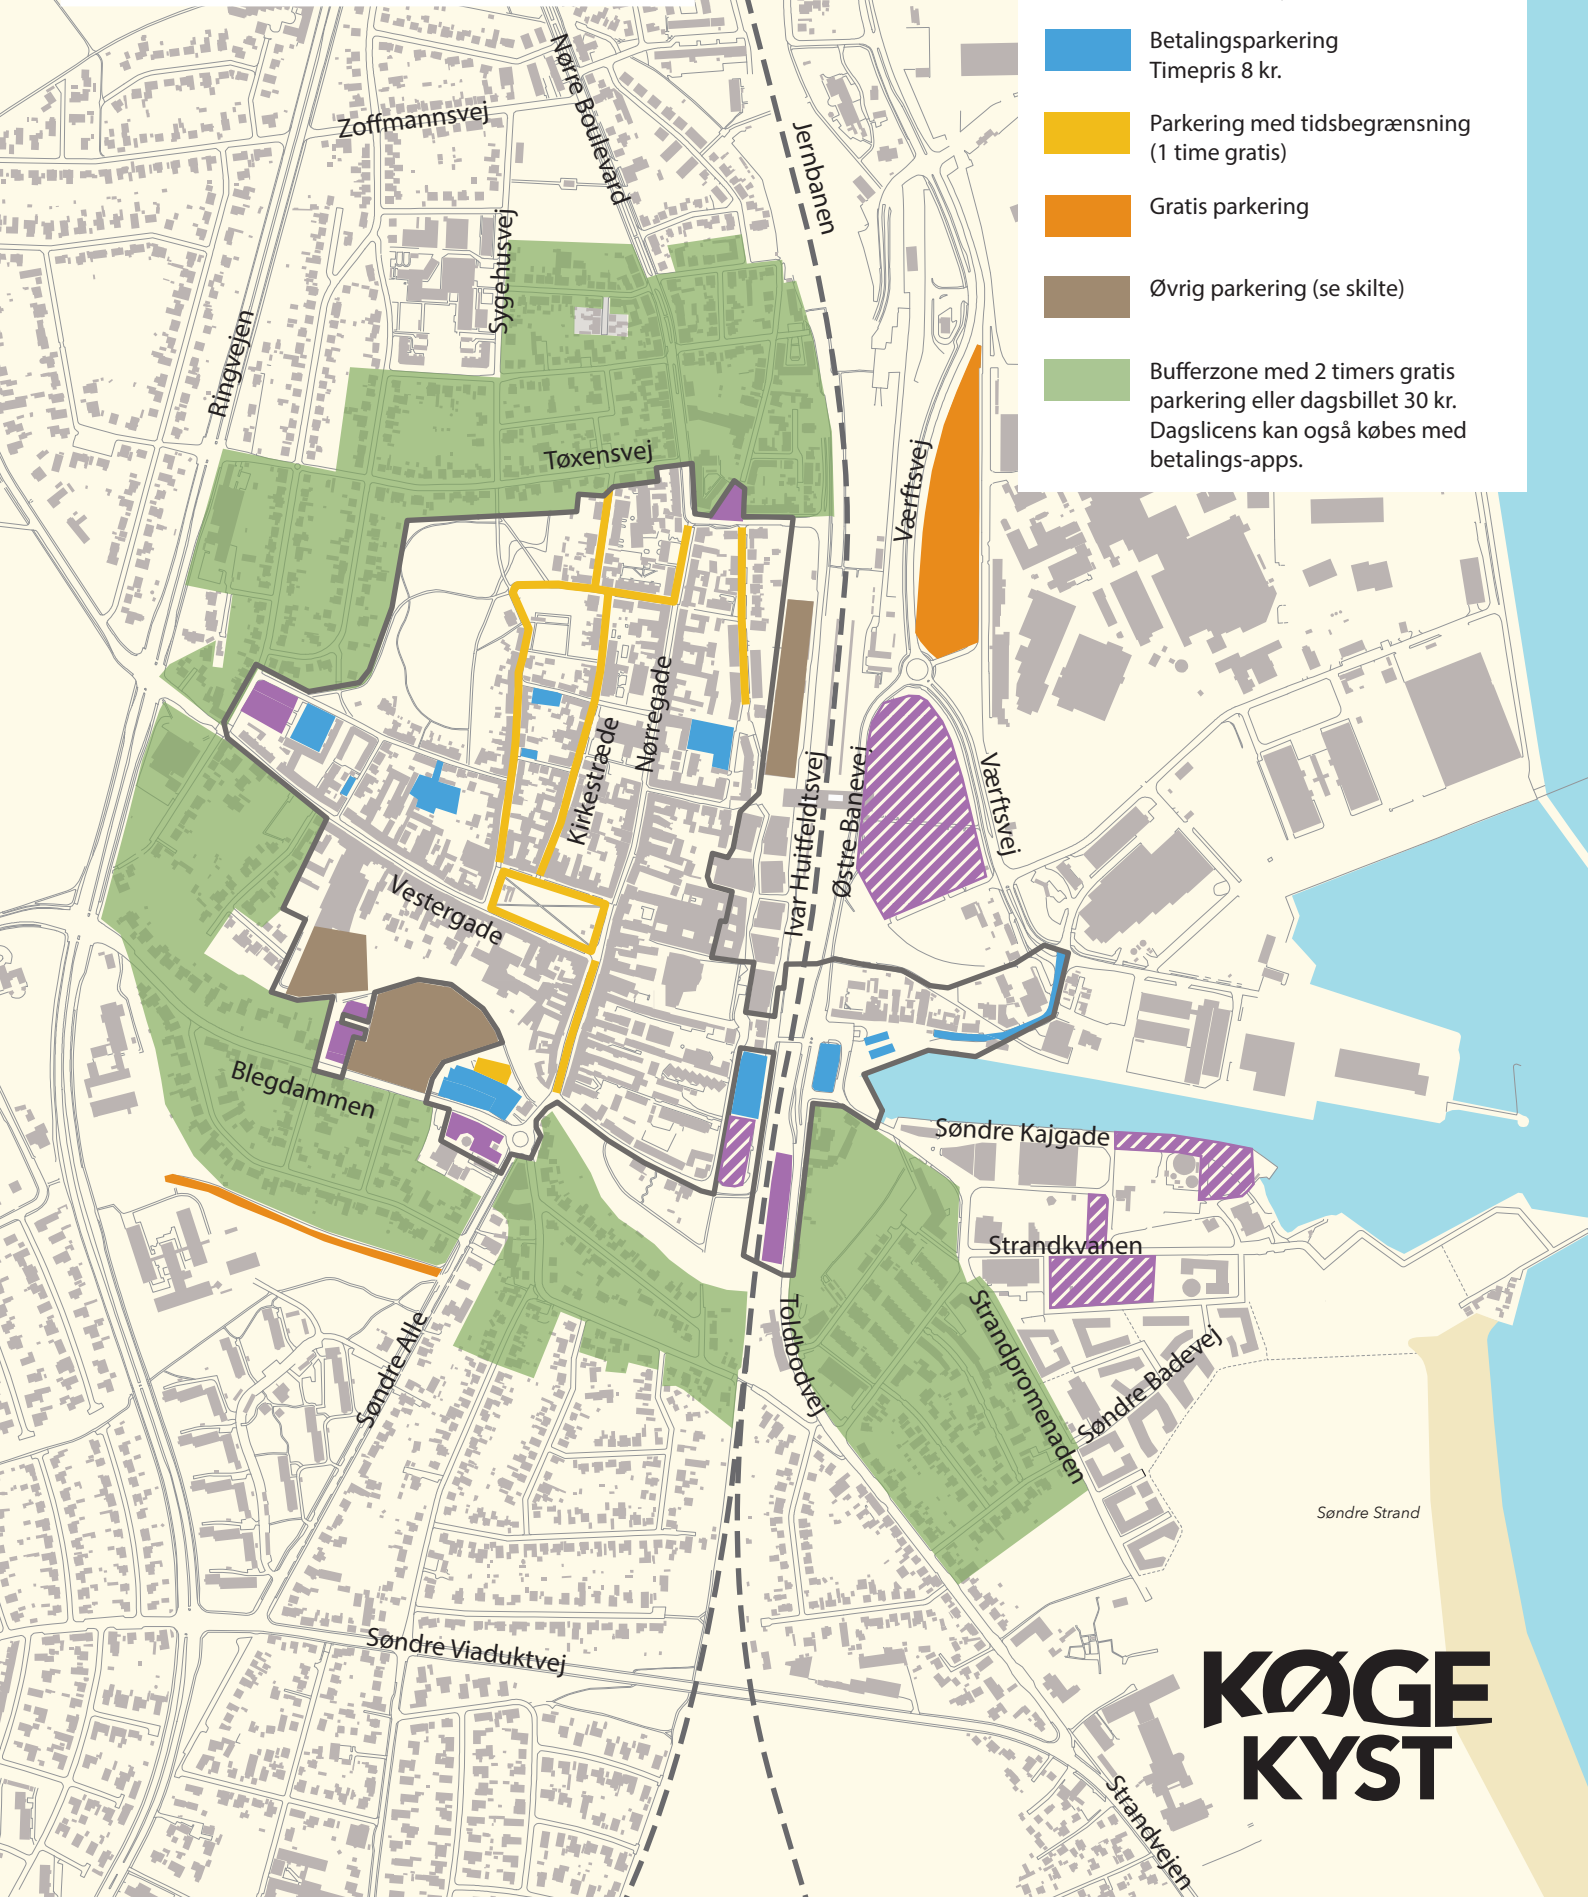 Betalingsparkering
Timepris 8 kr.
Parkering med tidsbegrænsning
(1 time gratis)
Gratis parkering
Øvrig parkering (se skilte)
Bufferzone med 2 timers gratis
parkering eller dagsbillet 30 kr.
Dagslicens kan også købes med
betalings-apps.
Nørre Boulevard
Zoffmannsvej
Jernbanen
Sygehusvej
Ringvejen
Tøxensvej
Værftsvej
Nørregade
Kirkestræde
Ivar Huitfeldtsvej
Østre Banevej
Værftsvej
Vestergade
Blegdammen
Søndre Kajgade
Strandkvanen
Søndre Alle
Toldbodvej
Strandpromenaden
Søndre Badevej
Søndre Strand
Søndre Viaduktvej
Strandvejen
KØGE
KYST